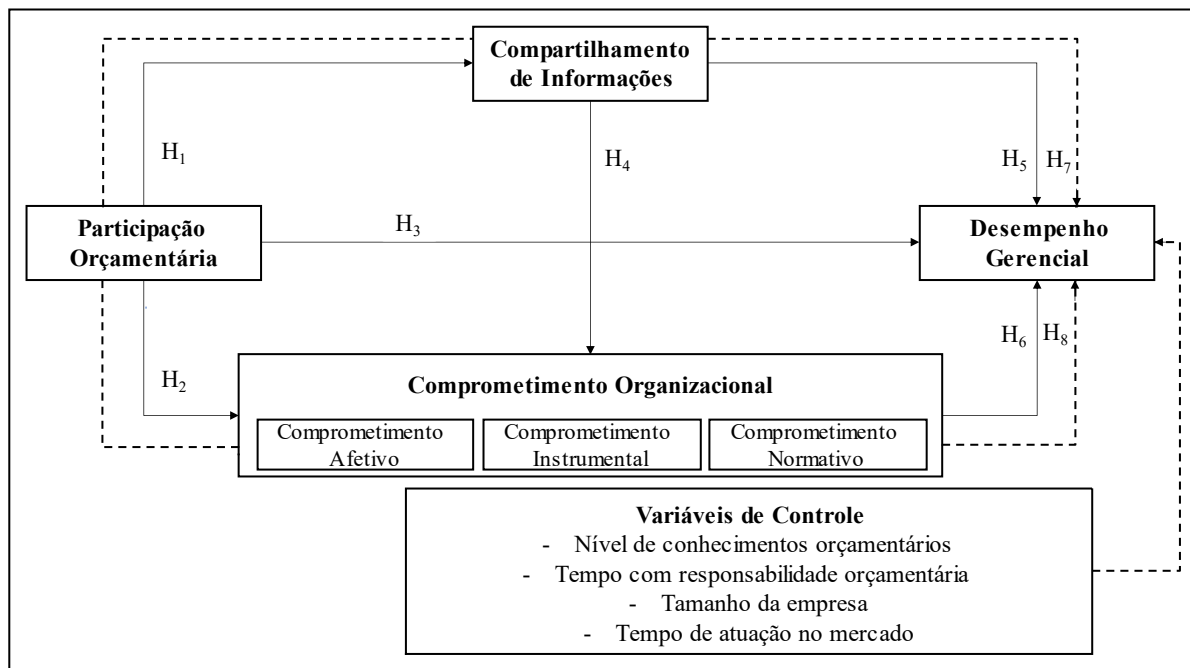 Compartilhamento
de Informações
H1
H4
H5
H7
Participação
Orçamentária
H3
Desempenho
Gerencial
H2
H6
H8
Comprometimento Organizacional
Comprometimento
Afetivo
Comprometimento
Instrumental
Comprometimento
Normativo
Variáveis de Controle
- Nível de conhecimentos orçamentários
- Tempo com responsabilidade orçamentária
- Tamanho da empresa
- Tempo de atuação no mercado